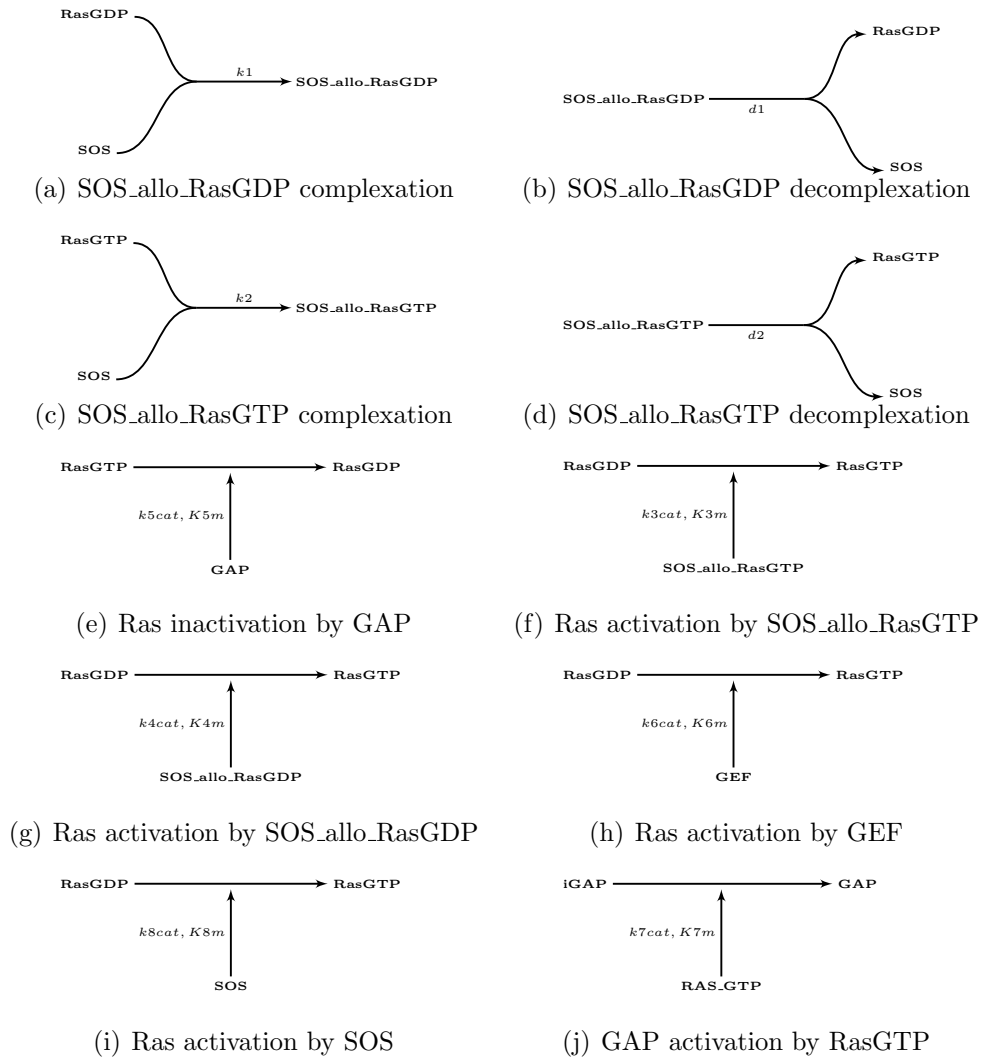 RasGDP
k1
SOS_allo_RasGDP
SOS
(a) SOS_allo_RasGDP complexation
RasGDP
SOS_allo_RasGDP
d1
SOS
(b) SOS_allo_RasGDP decomplexation
RasGTP
k2
SOS_allo_RasGTP
SOS
(c) SOS_allo_RasGTP complexation
RasGTP
SOS_allo_RasGTP
d2
SOS
(d) SOS_allo_RasGTP decomplexation
RasGTP RasGDP
k5cat, K5m
GAP
(e) Ras inactivation by GAP
RasGDP RasGTP
k3cat, K3m
SOS_allo_RasGTP
(f) Ras activation by SOS_allo_RasGTP
RasGDP RasGTP
k4cat, K4m
SOS_allo_RasGDP
(g) Ras activation by SOS_allo_RasGDP
RasGDP RasGTP
k6cat, K6m
GEF
(h) Ras activation by GEF
RasGDP RasGTP
k8cat, K8m
SOS
(i) Ras activation by SOS
iGAP GAP
k7cat, K7m
RAS_GTP
(j) GAP activation by RasGTP